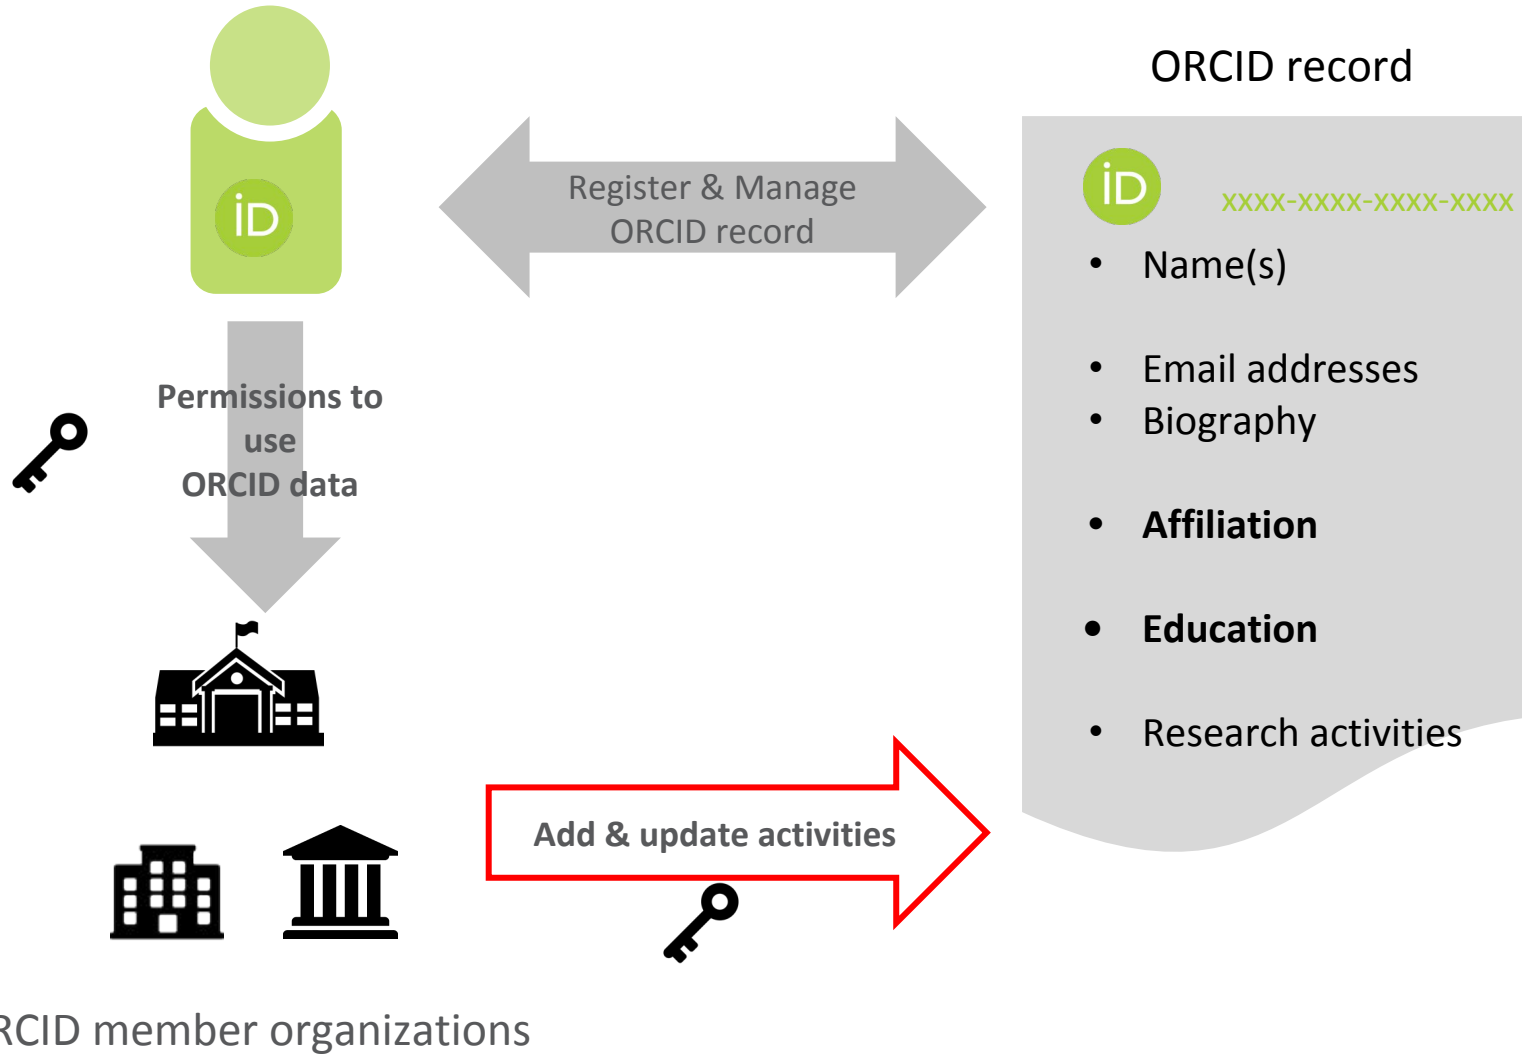 ORCID record
iD
Register & Manage
ORCID record
iD
xxxx-xxxx-xxxx-xxxx
• Name(s)
• Email addresses
• Biography
• Affiliation
• Education
• Research activities
Permissions to
use
ORCID data
Add & update activities
RCID member organizations